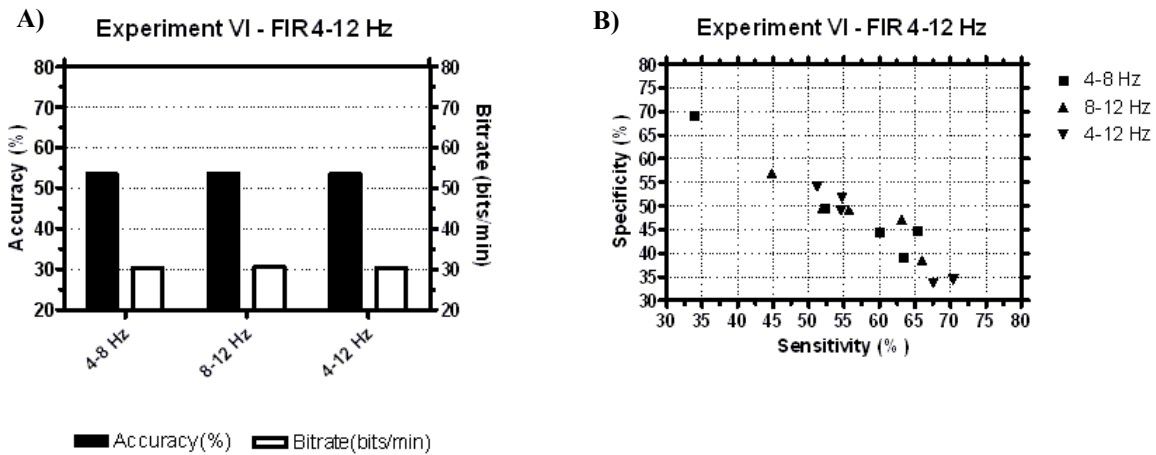 A)
Experiment VI - FIR 4-12 Hz
Accuracy (%)
80
70
60
50
40
30
20
80
70
60
50
40
30
20
Bitrate (bits/min)
4-8 Hz
8-12 Hz
4-12 Hz
Accuracy(%)
Bitrate(bits/min)
B)
Experiment VI - FIR 4-12 Hz
Specificity (%)
80
75
70
65
60
55
50
45
40
35
30
30 35 40 45 50 55 60 65 70 75 80
Sensitivity (%)
4-8 Hz
8-12 Hz
4-12 Hz